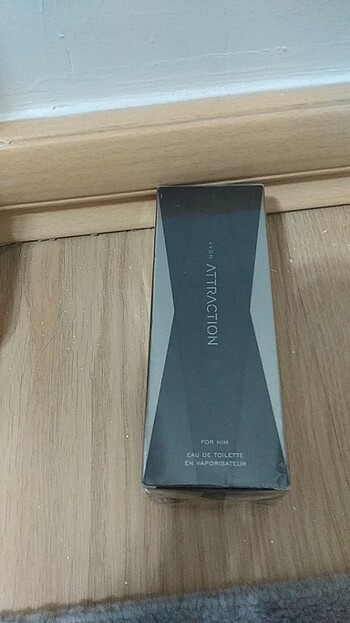 AVON
ATTRACTION
FOR HIM
EAU DE TOILETTE
EN VAPORISATEUR